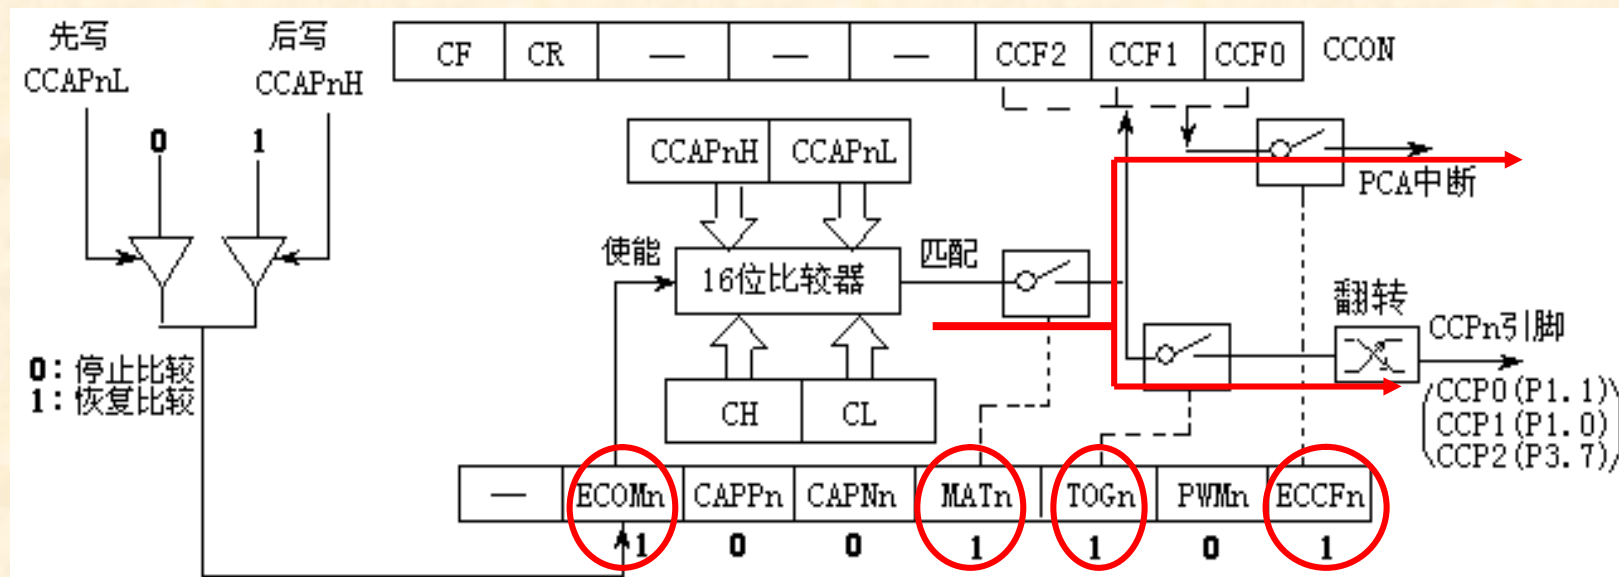 先写 后写
CCAPnL CCAPnH
CF CR — — — CCF2 CCF1 CCF0 CCON
0 1
CCAPnH CCAPnL
PCA中断
使能 16位比较器 匹配
翻转
CCPn引脚
0：停止比较
1：恢复比较
CH CL
CCP0(P1.1)
CCP1(P1.0)
CCP2(P3.7)
— ECOMn CAPPn CAPNn MATn TOGn PWMn ECCFn
1 0 0 1 1 0 1